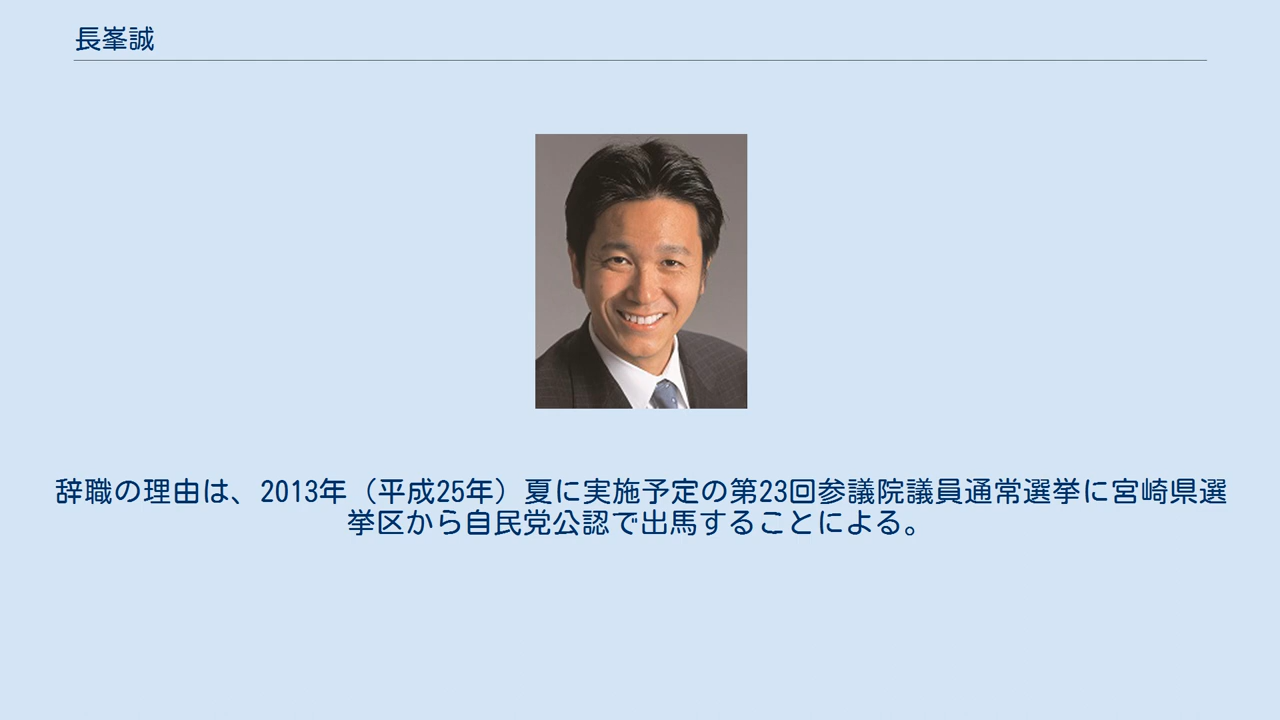 長峯誠
辞職の理由は、2013年（平成25年）夏に実施予定の第23回参議院議員通常選挙に宮崎県選
挙区から自民党公認で出馬することによる。